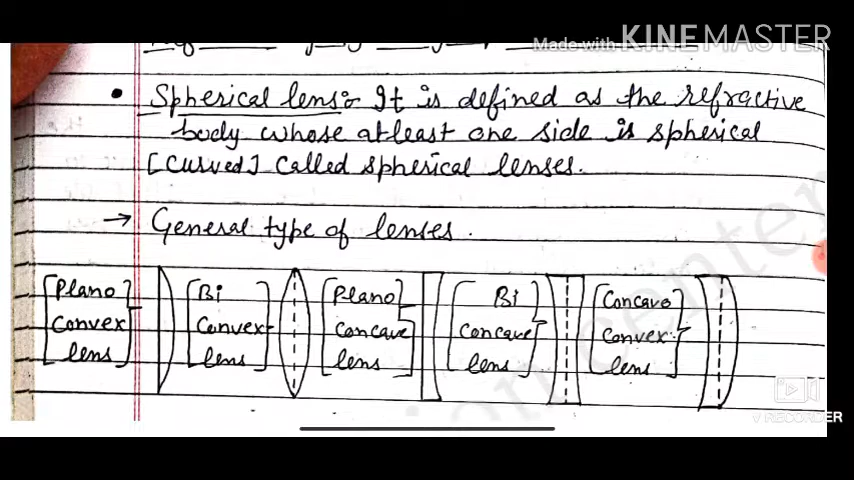 Made with KINEMASTER
• Spherical lens:- It is defined as the refractive
body whose atleast one side is spherical
[curved] called spherical lenses.
→ General type of lenses.
[Plano Convex lens] [Bi Convex lens] [Plano Concave lens] [Bi Concave lens] [Concavo Convex lens]
V RECORDER